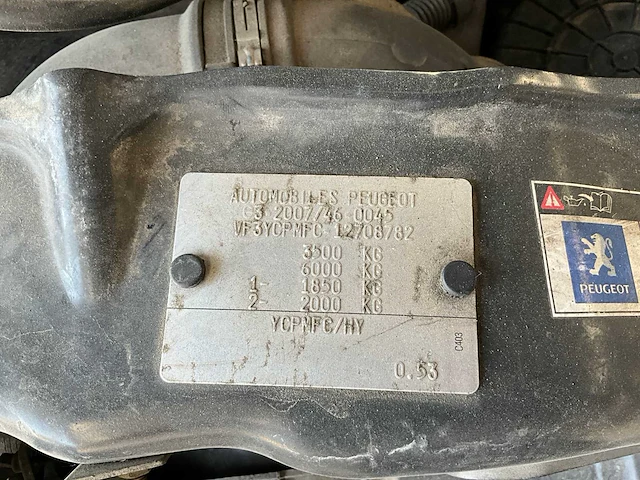 AUTOMOBILES PEUGEOT
e3 2007/46 0045
VF3YCPMFC 12708782
3500 KG
6000 KG
1- 1850 KG
2- 2000 KG
YCPMFC/HY
C403
0.53
PEUGEOT